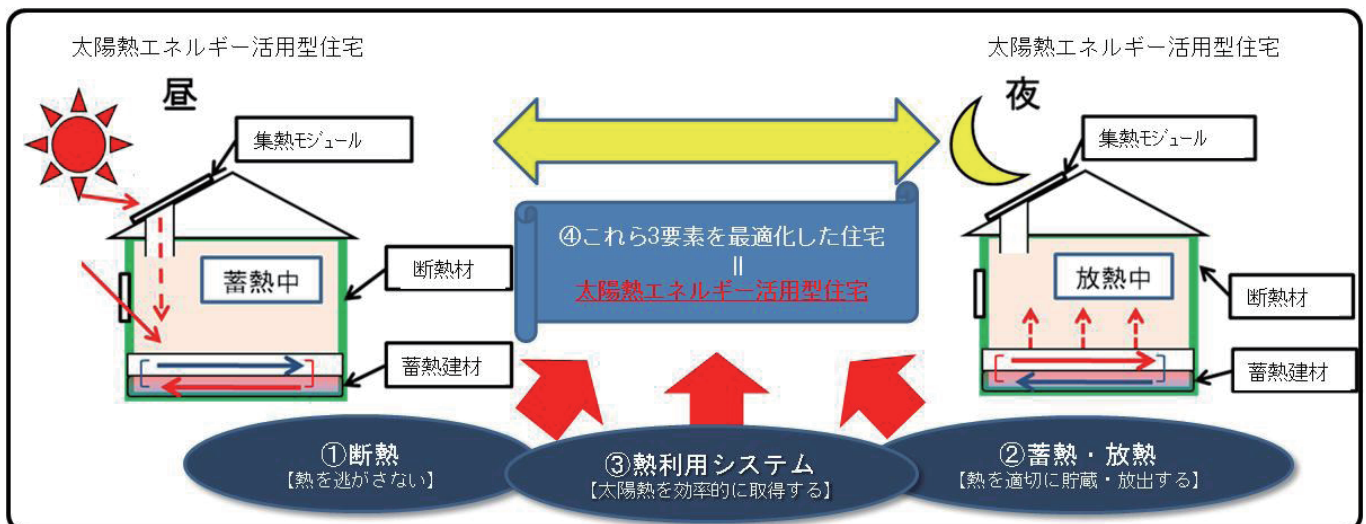 太陽熱エネルギー活用型住宅
昼
集熱モジュール
蓄熱中
断熱材
蓄熱建材
④これら3要素を最適化した住宅
||
太陽熱エネルギー活用型住宅
太陽熱エネルギー活用型住宅
夜
集熱モジュール
放熱中
断熱材
蓄熱建材
①断熱
【熱を逃がさない】
③熱利用システム
【太陽熱を効率的に取得する】
②蓄熱・放熱
【熱を適切に貯蔵・放出する】